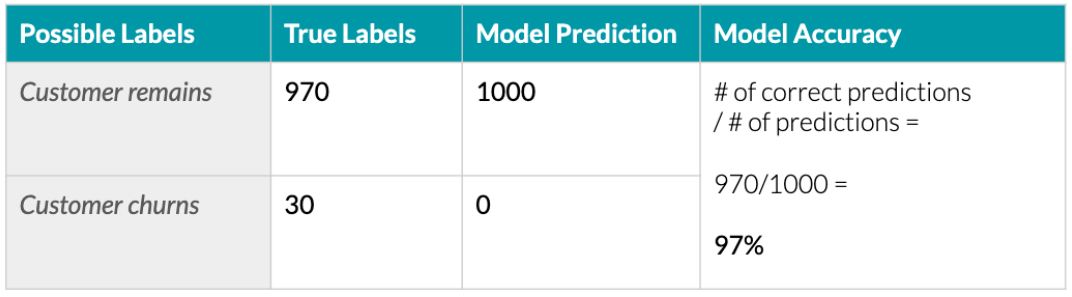 Possible Labels True Labels Model Prediction Model Accuracy
Customer remains 970 1000 # of correct predictions
/ # of predictions =
970/1000 =
Customer churns 30 0
97%